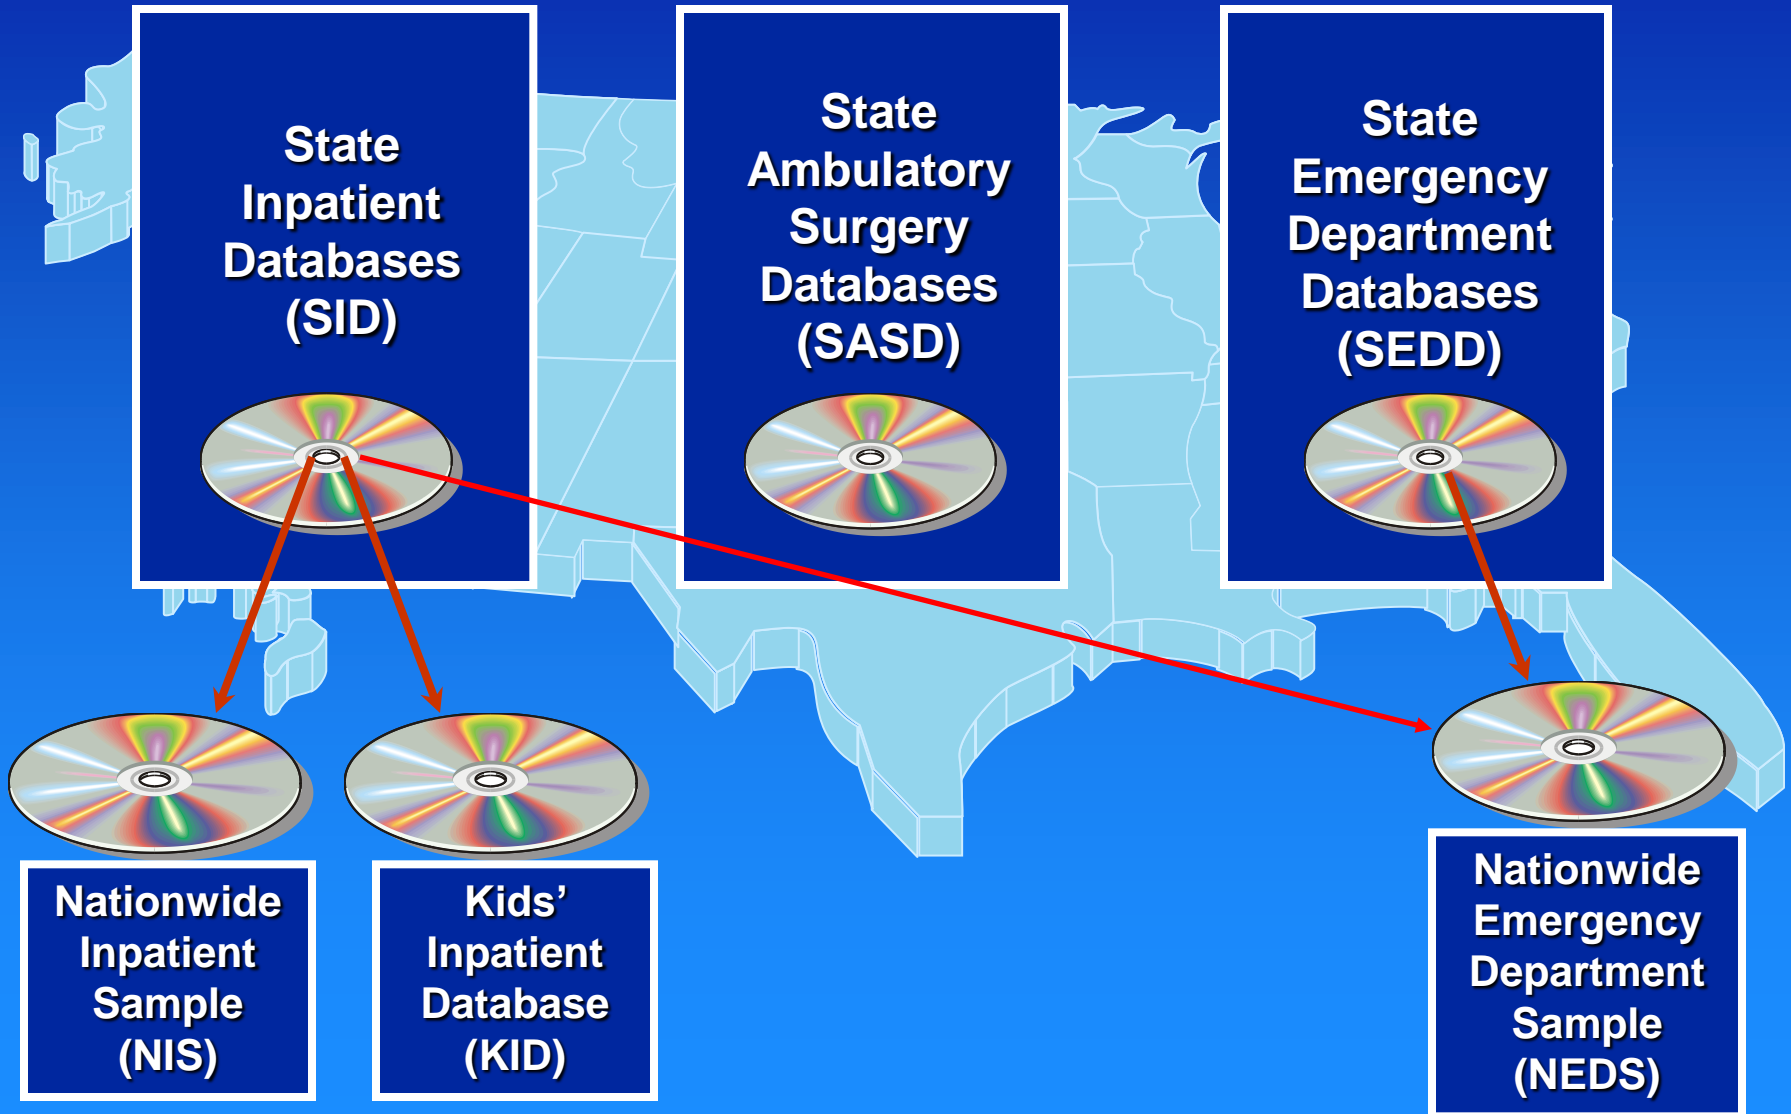 State
Inpatient
Databases
(SID)
State
Ambulatory
Surgery
Databases
(SASD)
State
Emergency
Department
Databases
(SEDD)
Nationwide
Inpatient
Sample
(NIS)
Kids’
Inpatient
Database
(KID)
Nationwide
Emergency
Department
Sample
(NEDS)